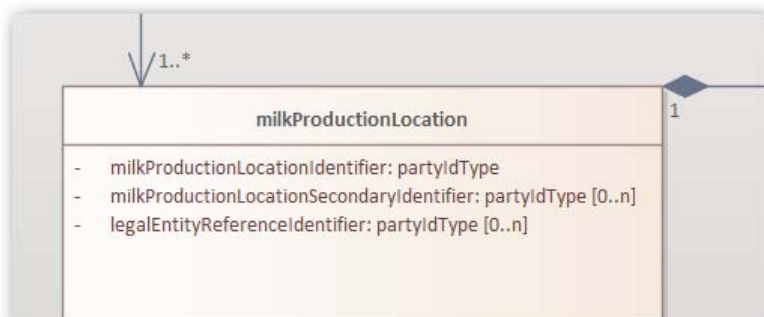 1..*
milkProductionLocation
1
- milkProductionLocationIdentifier: partyIdType
- milkProductionLocationSecondaryIdentifier: partyIdType [0..n]
- legalEntityReferenceIdentifier: partyIdType [0..n]